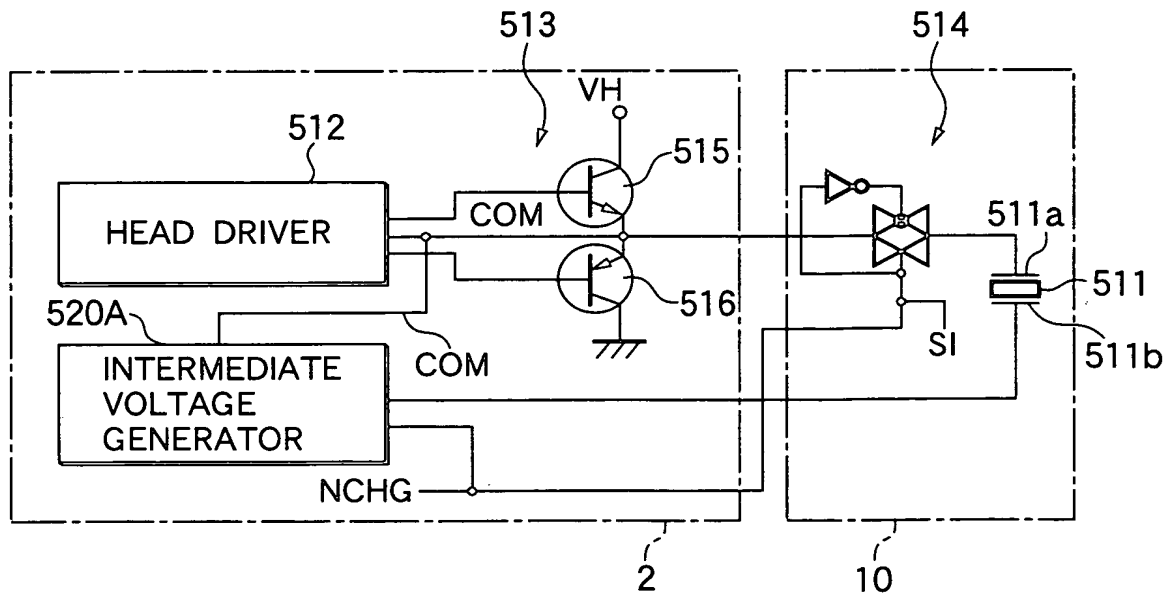 513
514
VH
512
515
HEAD DRIVER
COM
511a
511
516
520A
SI
511b
COM
INTERMEDIATE
VOLTAGE
GENERATOR
NCHG
2
10